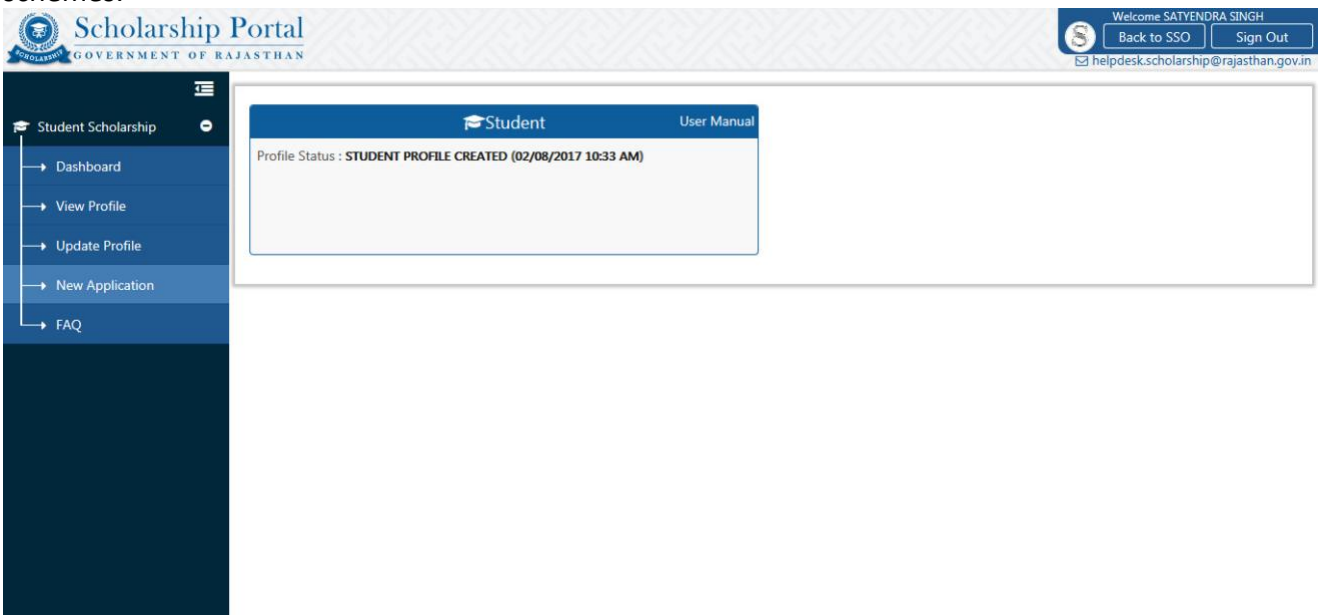 schemes.
Scholarship Portal
GOVERNMENT OF RAJASTHAN
SCHOLARSHIP
Welcome SATYENDRA SINGH
Back to SSO
Sign Out
helpdesk.scholarship@rajasthan.gov.in
Student Scholarship
Dashboard
View Profile
Update Profile
New Application
FAQ
Student
User Manual
Profile Status : STUDENT PROFILE CREATED (02/08/2017 10:33 AM)